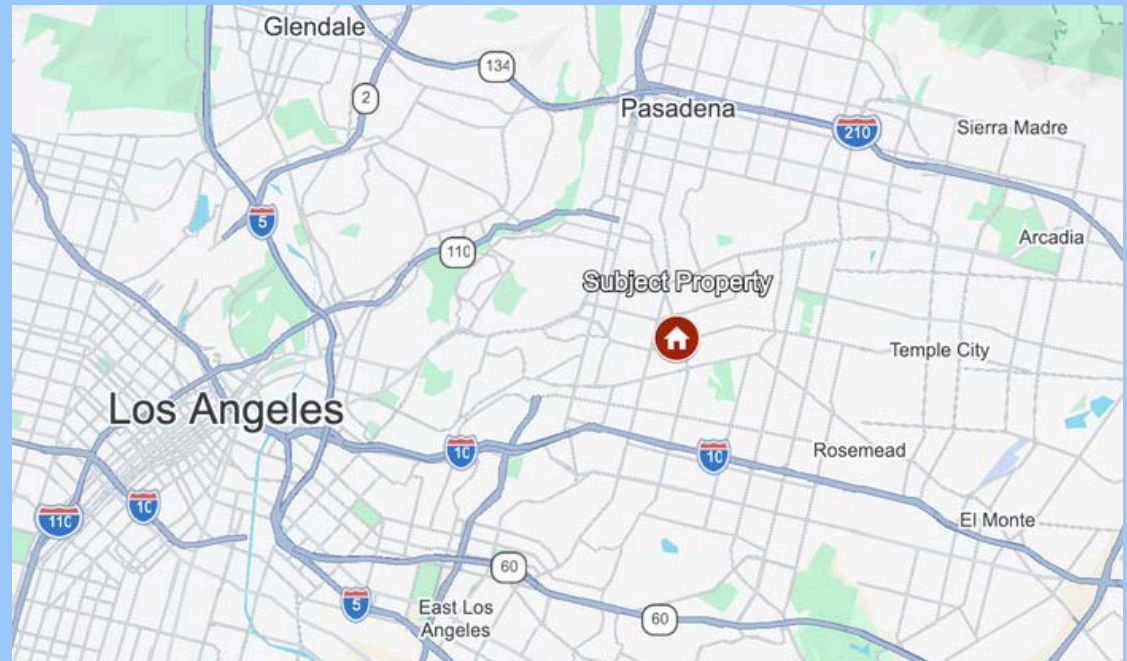 Glendale
134
2
Pasadena
210
Sierra Madre
5
Arcadia
110
Subject Property
Temple City
Los Angeles
10
10
Rosemead
10
110
El Monte
60
5
East Los
Angeles
60